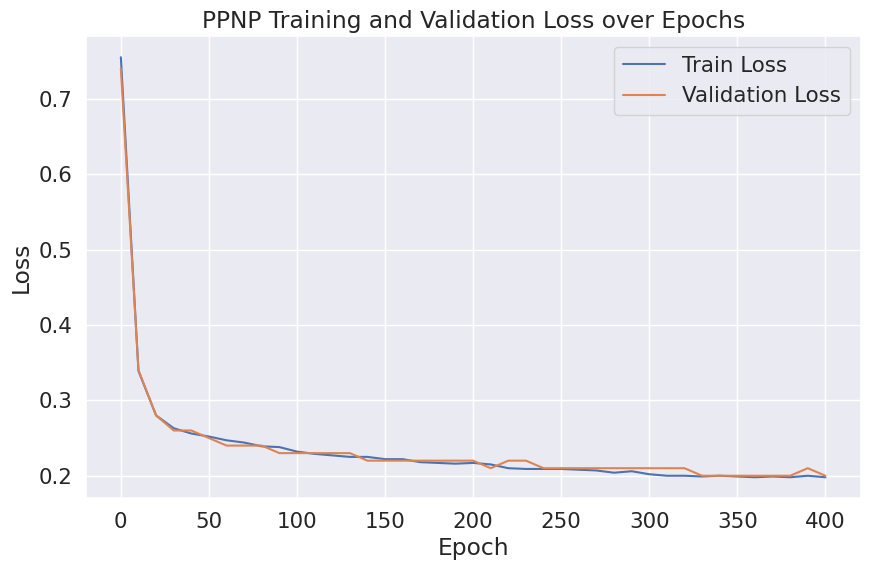 PPNP Training and Validation Loss over Epochs
Train Loss
Validation Loss
Loss
0.7
0.6
0.5
0.4
0.3
0.2
0 50 100 150 200 250 300 350 400
Epoch